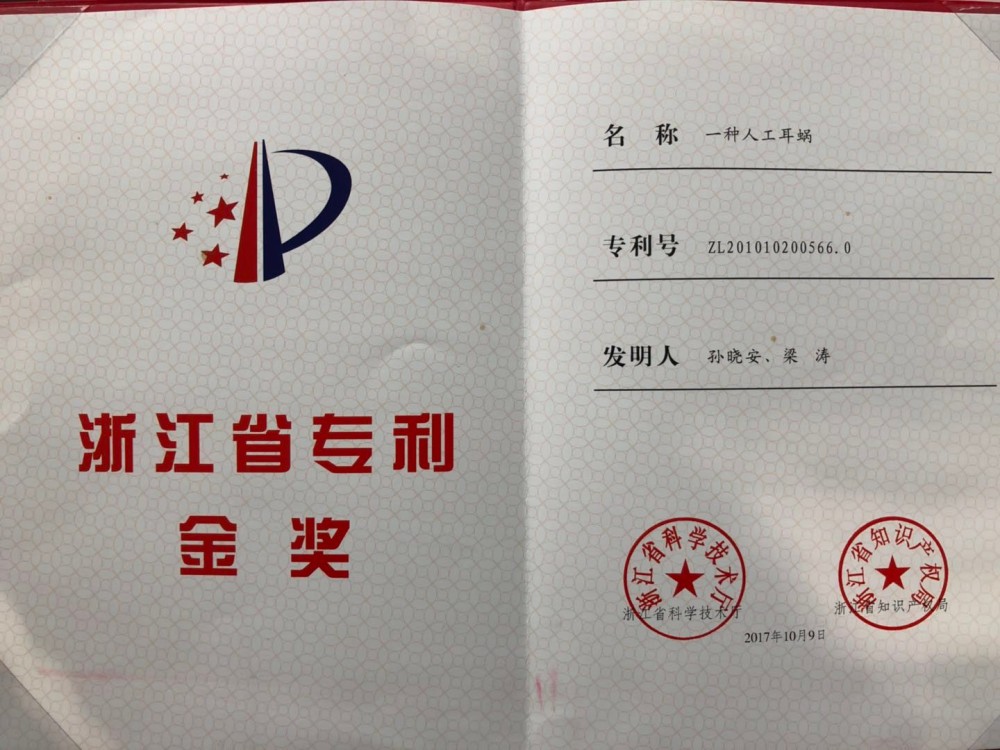 浙江省专利
金奖
名 称 一种人工耳蜗
专利号 ZL201010200566.0
发明人 孙晓安、梁 涛
浙江省科学技术厅
浙江省知识产权局
浙江省科学技术厅
浙江省知识产权局
2017年10月9日